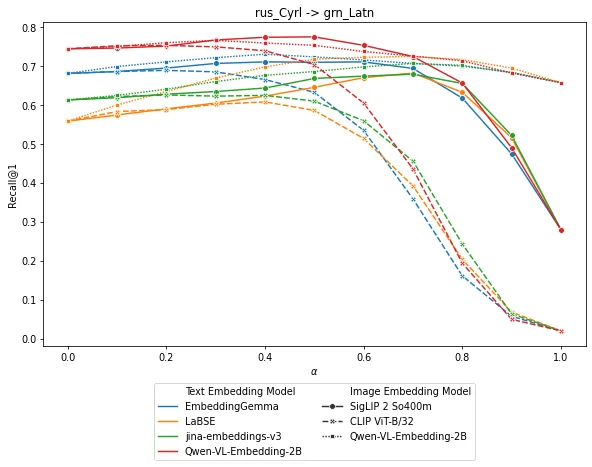 rus_Cyrl -> grn_Latn
Recall@1
0.8
0.7
0.6
0.5
0.4
0.3
0.2
0.1
0.0
0.0 0.2 0.4 0.6 0.8 1.0
α
Text Embedding Model Image Embedding Model
EmbeddingGemma SigLIP 2 So400m
LaBSE CLIP ViT-B/32
jina-embeddings-v3 Qwen-VL-Embedding-2B
Qwen-VL-Embedding-2B